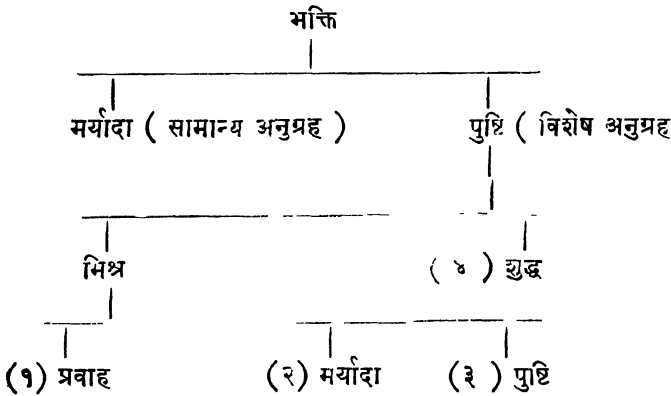 भक्ति
मर्यादा ( सामान्य अनुग्रह ) पुष्टि ( विशेष अनुग्रह
मिश्र ( ४ ) शुद्ध
(१) प्रवाह (२) मर्यादा (३ ) पुष्टि